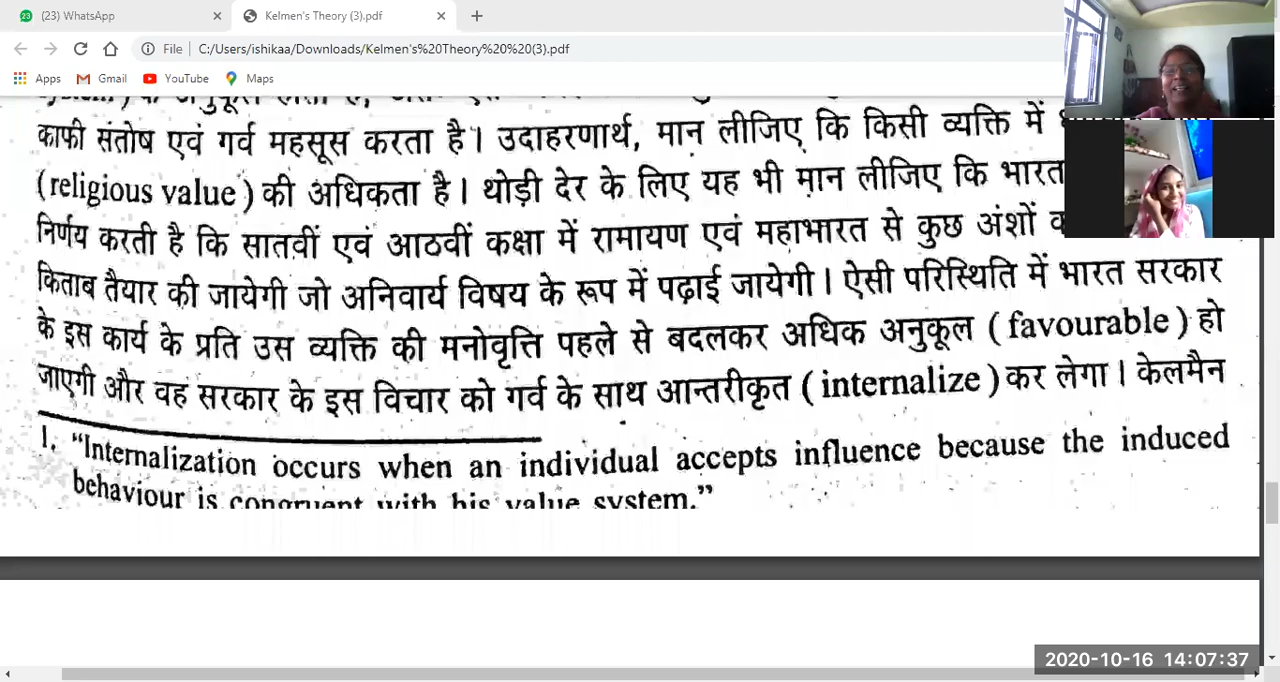 (23) WhatsApp
Kelmen's Theory (3).pdf
File
C:/Users/ishikaa/Downloads/Kelmen's%20Theory%20%20(3).pdf
Apps
Gmail
YouTube
Maps
काफी संतोष एवं गर्व महसूस करता है। उदाहरणार्थ, मान लीजिए कि किसी व्यक्ति में
(religious value) की अधिकता है। थोड़ी देर के लिए यह भी मान लीजिए कि भारत
निर्णय करती है कि सातवीं एवं आठवीं कक्षा में रामायण एवं महाभारत से कुछ अंशों
किताब तैयार की जायेगी जो अनिवार्य विषय के रूप में पढ़ाई जायेगी। ऐसी परिस्थिति में भारत सरकार
के इस कार्य के प्रति उस व्यक्ति की मनोवृत्ति पहले से बदलकर अधिक अनुकूल (favourable) हो
जाएगी और वह सरकार के इस विचार को गर्व के साथ आन्तरीकृत (internalize) कर लेगा। केलमैन
1. “Internalization occurs when an individual accepts influence because the induced
behaviour is congruent with his value system.”
2020-10-16 14:07:37